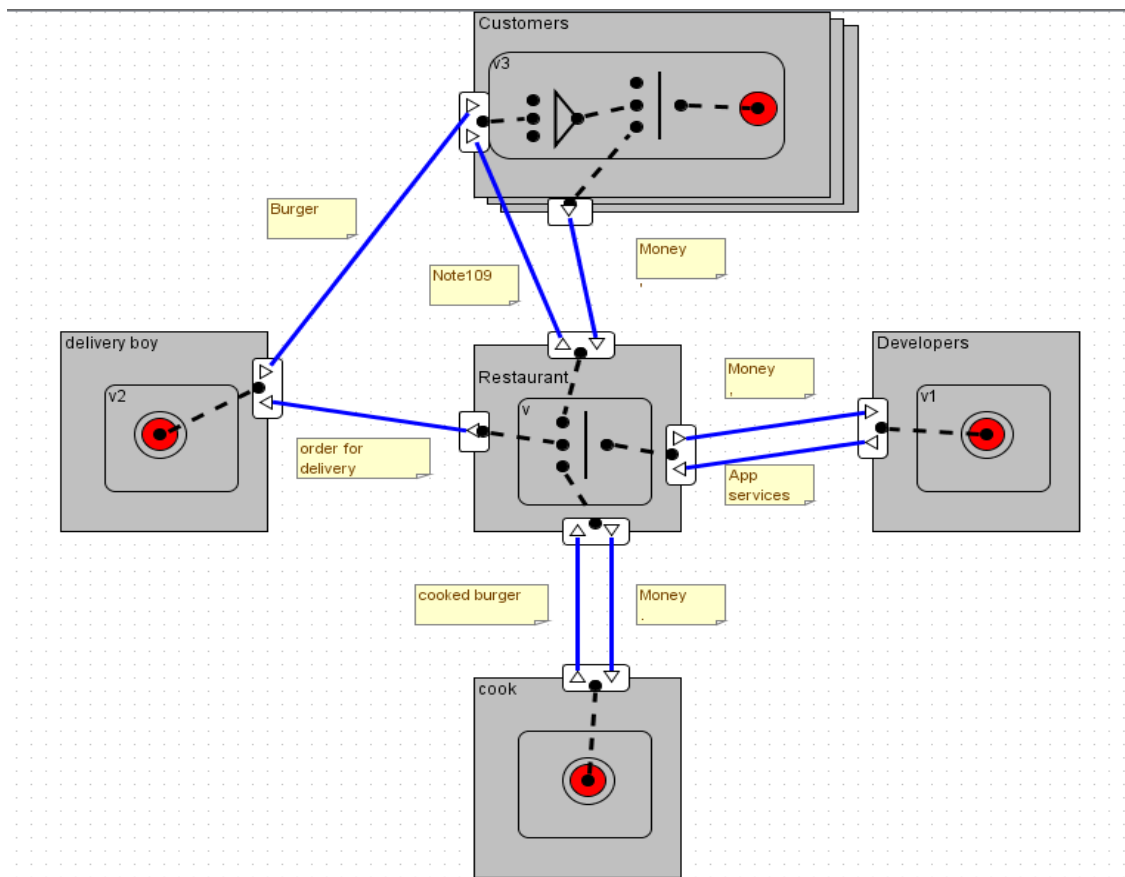 Customers
v3
Burger
Note109
Money
,
delivery boy
v2
Restaurant
v
Money
,
Developers
v1
order for
delivery
App
services
cooked burger
Money
.
cook